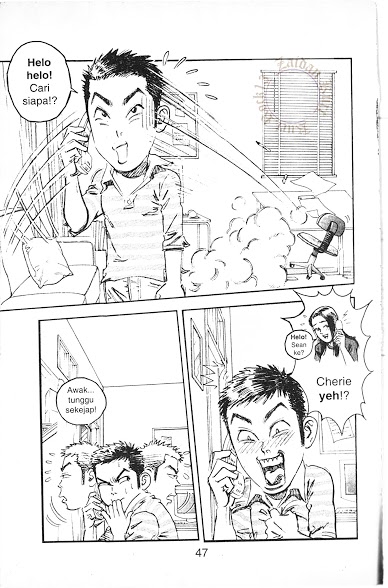 Helo
helo!
Cari
siapa!?
Awak...
tunggu
sekejap!
Helo!
Sean
ke?
Cherie
yeh!?
47